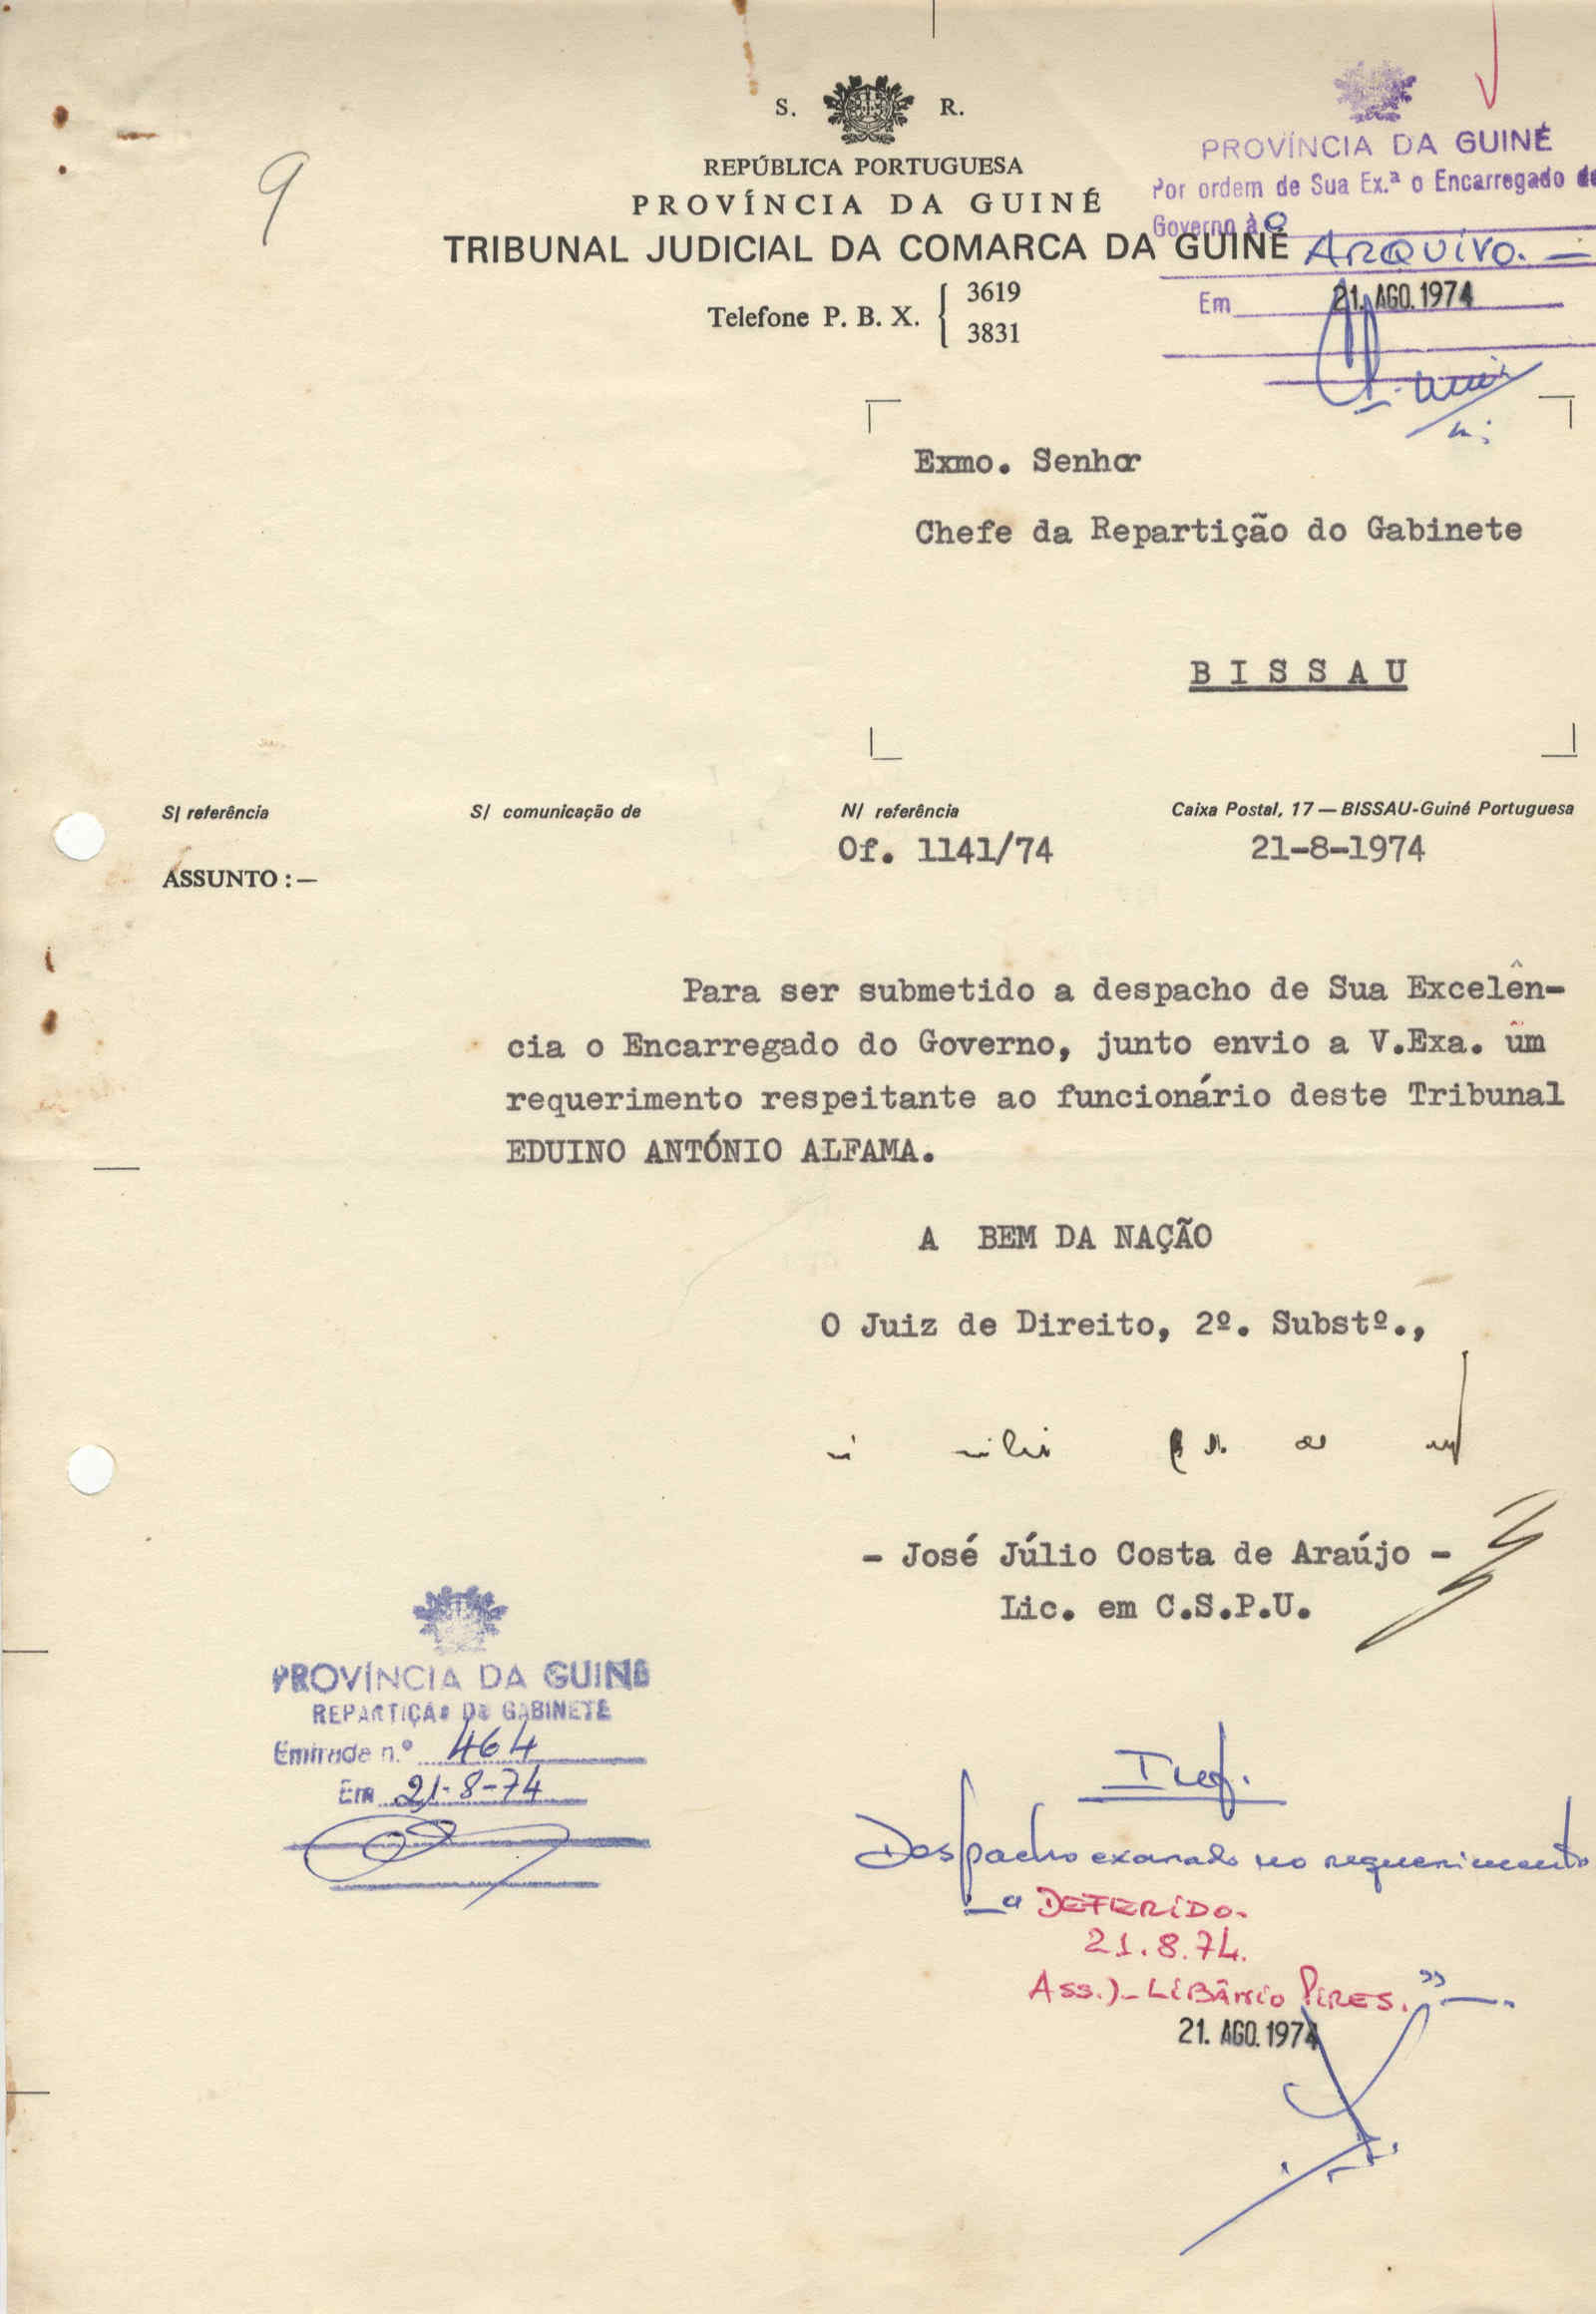 9
S. R.
REPÚBLICA PORTUGUESA
PROVÍNCIA DA GUINÉ
TRIBUNAL JUDICIAL DA COMARCA DA GUINÉ
Telefone P. B. X. { 3619
3831
PROVÍNCIA DA GUINÉ
Por ordem de Sua Ex.ª o Encarregado do
Governo à o
ARQUIVO. —
Em 21. AGO. 1974
Exmo. Senhor
Chefe da Repartição do Gabinete
B I S S A U
S/ referência S/ comunicação de N/ referência Caixa Postal, 17 — BISSAU-Guiné Portuguesa
Of. 1141/74 21-8-1974
ASSUNTO : —
Para ser submetido a despacho de Sua Excelên-
cia o Encarregado do Governo, junto envio a V.Exa. um
requerimento respeitante ao funcionário deste Tribunal
EDUINO ANTÓNIO ALFAMA.
A BEM DA NAÇÃO
O Juiz de Direito, 2º. Substº.,
- José Júlio Costa de Araújo -
Lic. em C.S.P.U.
PROVÍNCIA DA GUINÉ
REPARTIÇÃO DO GABINETE
Entrada n.º 464
Em 21-8-74
Despacho exarado no requerimento
"DEFERIDO.
21.8.74.
Ass.)- LIBÂNIO PIRES." —.
21. AGO. 1974